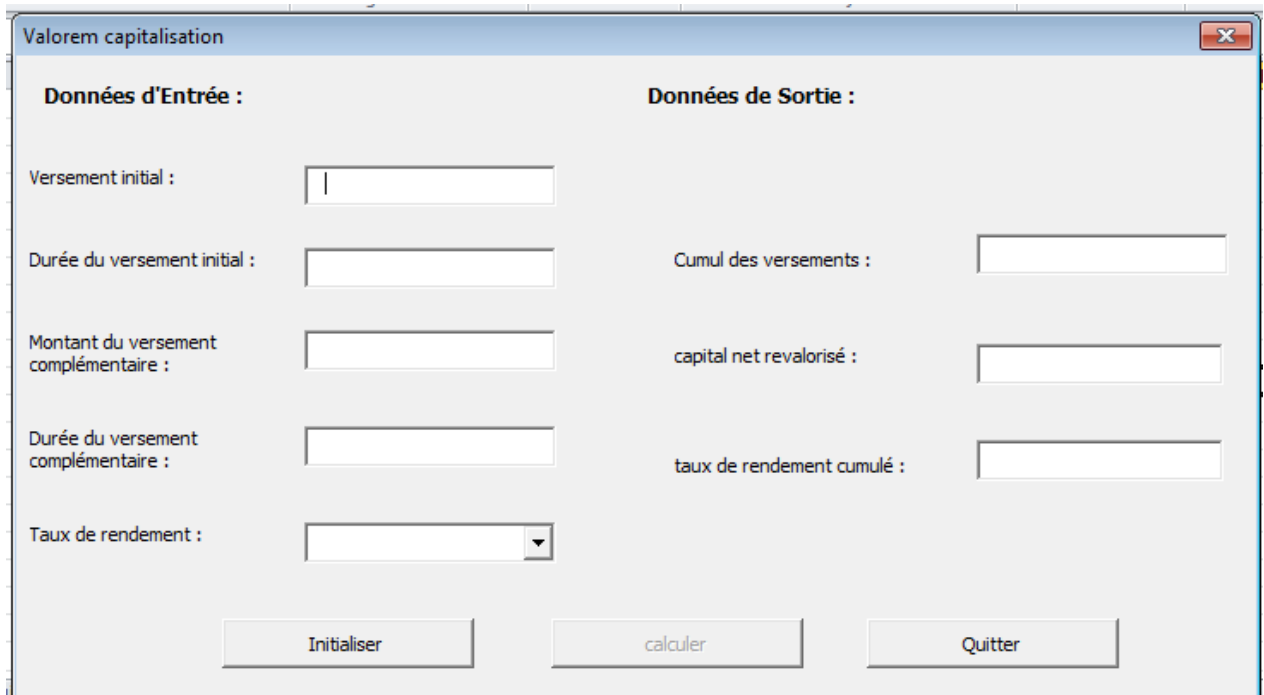 Valorem capitalisation
Données d'Entrée :
Données de Sortie :
Versement initial :
Durée du versement initial :
Cumul des versements :
Montant du versement
complémentaire :
capital net revalorisé :
Durée du versement
complémentaire :
taux de rendement cumulé :
Taux de rendement :
Initialiser
calculer
Quitter